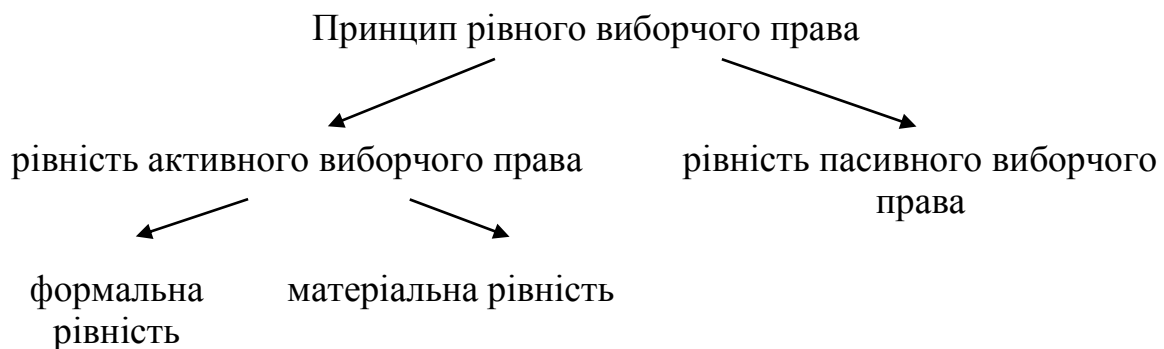 Принцип рівного виборчого права
рівність активного виборчого права
рівність пасивного виборчого
права
формальна
рівність
матеріальна рівність